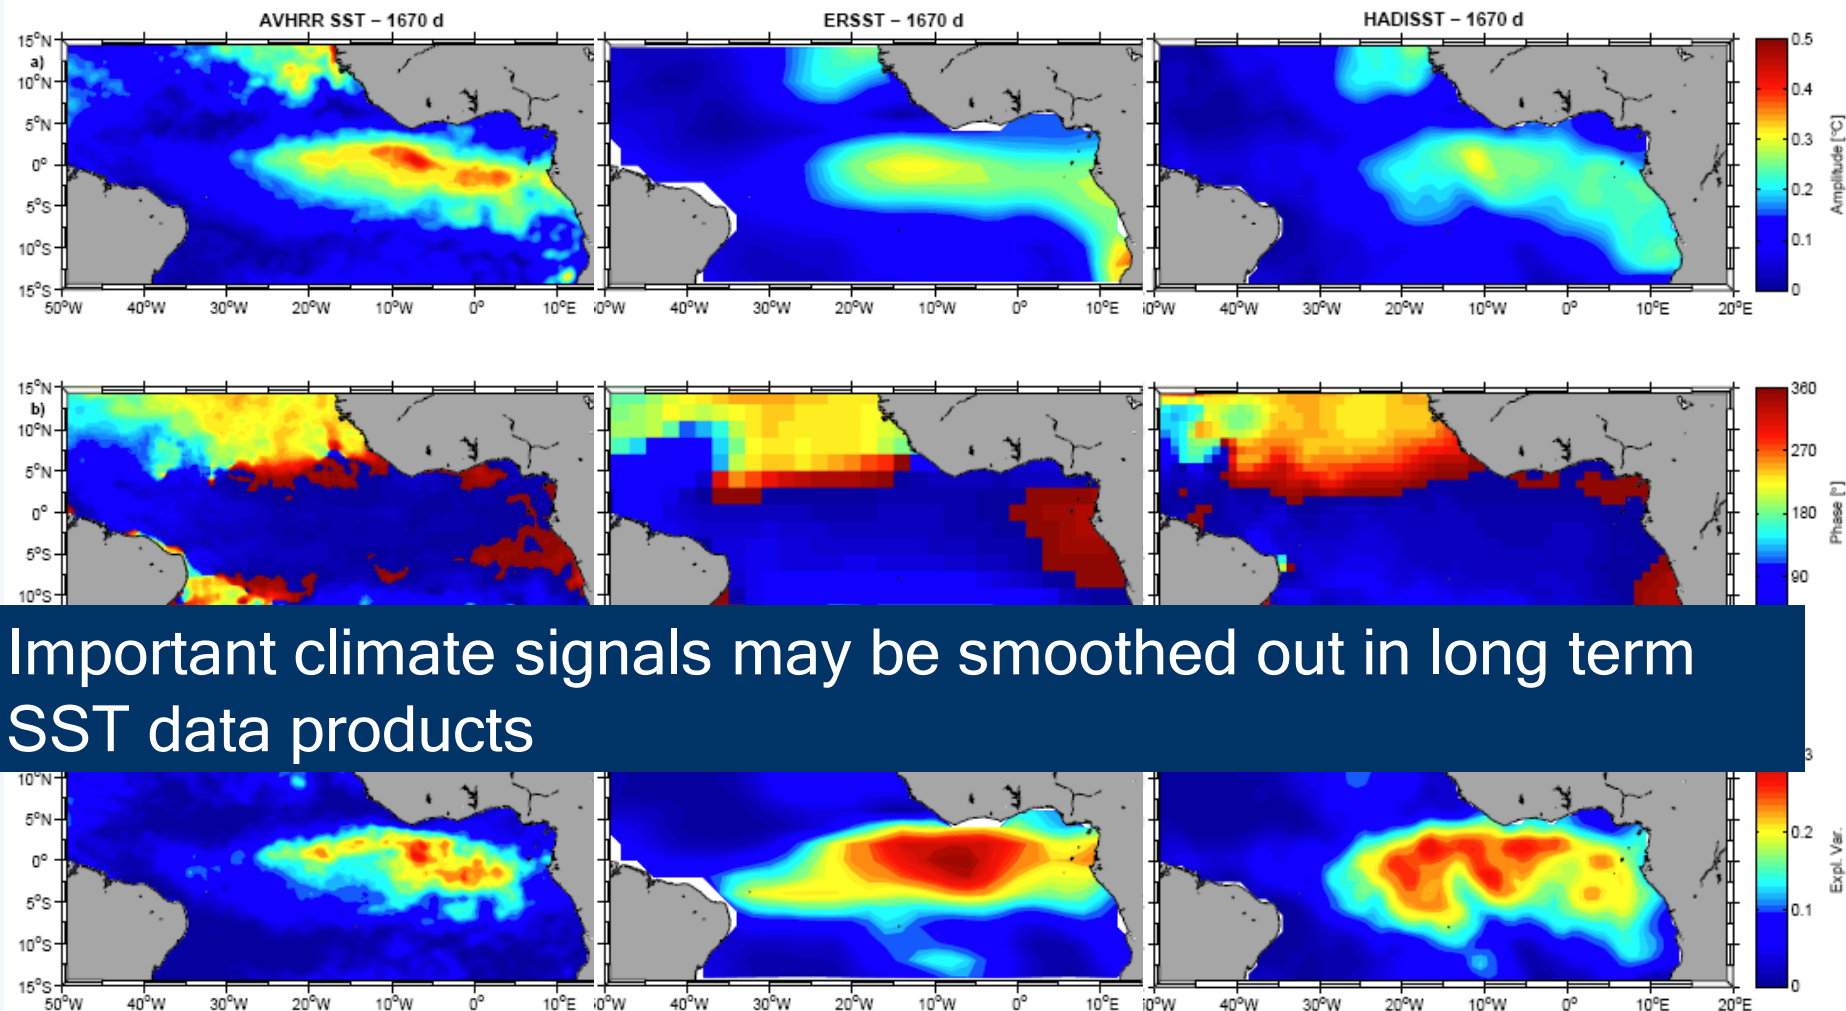 AVHRR SST – 1670 d ERSST – 1670 d HADISST – 1670 d
15°N 0.5
a)
10°N 0.4
5°N 0.3
0° 0.2
5°S 0.1
10°S 0
15°S
Amplitude [°C]
50°W 40°W 30°W 20°W 10°W 0° 10°E 0°W 40°W 30°W 20°W 10°W 0° 10°E 0°W 40°W 30°W 20°W 10°W 0° 10°E 20°E
15°N 360
b)
10°N 270
5°N 180
0° 90
5°S
10°S
Phase [°]
Important climate signals may be smoothed out in long term
SST data products
3
10°N 0.2
5°N 0.1
0° 0
5°S
10°S
15°S
Expl. Var.
50°W 40°W 30°W 20°W 10°W 0° 10°E 0°W 40°W 30°W 20°W 10°W 0° 10°E 0°W 40°W 30°W 20°W 10°W 0° 10°E 20°E